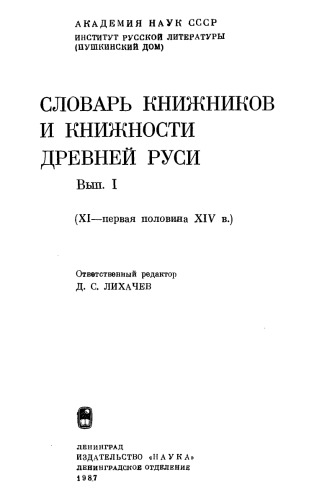 АКАДЕМИЯ НАУК СССР
ИНСТИТУТ РУССКОЙ ЛИТЕРАТУРЫ
(ПУШКИНСКИЙ ДОМ)
СЛОВАРЬ КНИЖНИКОВ
И КНИЖНОСТИ
ДРЕВНЕЙ РУСИ
Вып. I
(XI—первая половина XIV в.)
Ответственный редактор
Д. С. ЛИХАЧЕВ
ЛЕНИНГРАД
ИЗДАТЕЛЬСТВО «НАУКА»
ЛЕНИНГРАДСКОЕ ОТДЕЛЕНИЕ
1987